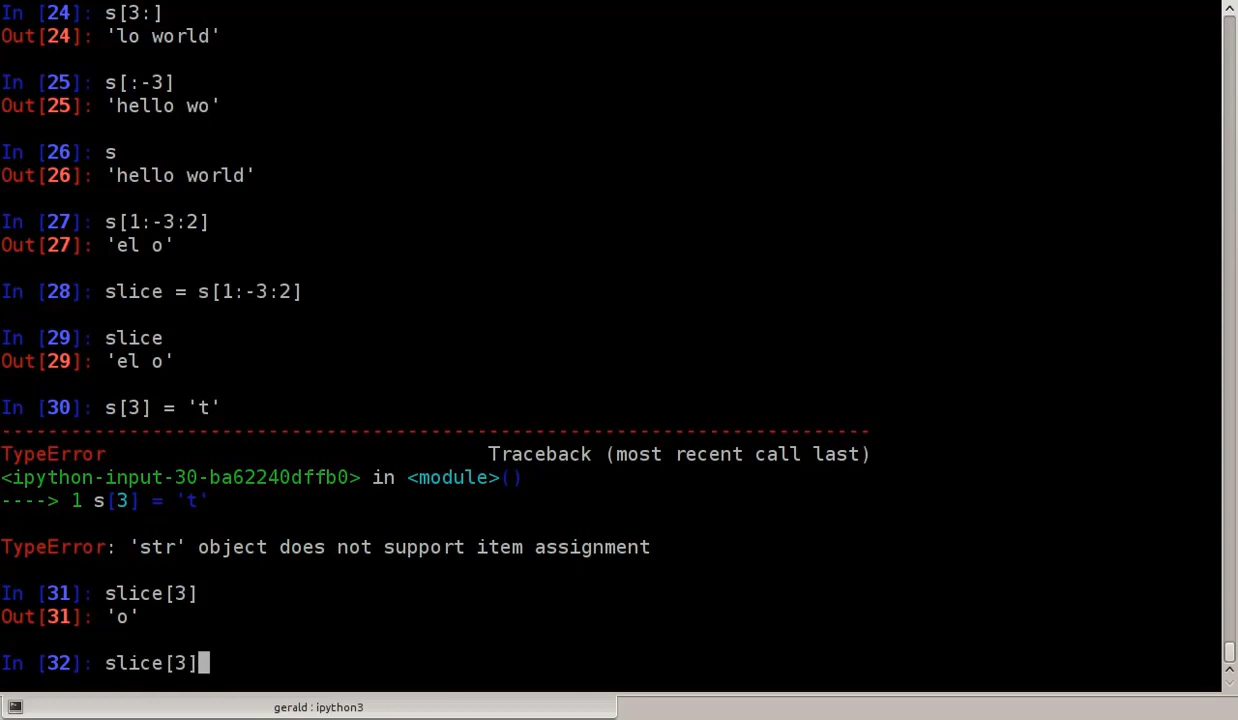 In [24]: s[3:]
Out[24]: 'lo world'
In [25]: s[:-3]
Out[25]: 'hello wo'
In [26]: s
Out[26]: 'hello world'
In [27]: s[1:-3:2]
Out[27]: 'el o'
In [28]: slice = s[1:-3:2]
In [29]: slice
Out[29]: 'el o'
In [30]: s[3] = 't'
---------------------------------------------------------------------------
TypeError                                 Traceback (most recent call last)
<ipython-input-30-ba62240dffb0> in <module>()
----> 1 s[3] = 't'
TypeError: 'str' object does not support item assignment
In [31]: slice[3]
Out[31]: 'o'
In [32]: slice[3]
gerald : ipython3